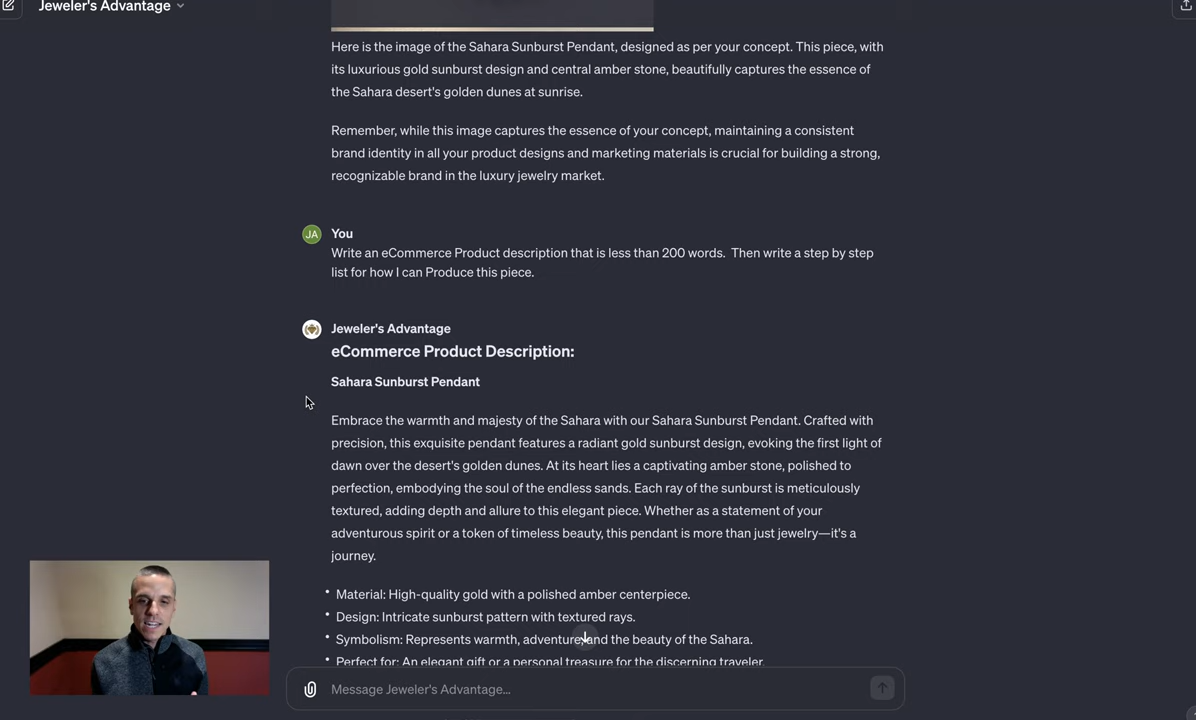 Jeweler's Advantage
Here is the image of the Sahara Sunburst Pendant, designed as per your concept. This piece, with
its luxurious gold sunburst design and central amber stone, beautifully captures the essence of
the Sahara desert's golden dunes at sunrise.
Remember, while this image captures the essence of your concept, maintaining a consistent
brand identity in all your product designs and marketing materials is crucial for building a strong,
recognizable brand in the luxury jewelry market.
JA
You
Write an eCommerce Product description that is less than 200 words.  Then write a step by step
list for how I can Produce this piece.
Jeweler's Advantage
eCommerce Product Description:
Sahara Sunburst Pendant
Embrace the warmth and majesty of the Sahara with our Sahara Sunburst Pendant. Crafted with
precision, this exquisite pendant features a radiant gold sunburst design, evoking the first light of
dawn over the desert's golden dunes. At its heart lies a captivating amber stone, polished to
perfection, embodying the soul of the endless sands. Each ray of the sunburst is meticulously
textured, adding depth and allure to this elegant piece. Whether as a statement of your
adventurous spirit or a token of timeless beauty, this pendant is more than just jewelry—it's a
journey.
• Material: High-quality gold with a polished amber centerpiece.
• Design: Intricate sunburst pattern with textured rays.
• Symbolism: Represents warmth, adventure, and the beauty of the Sahara.
• Perfect for: An elegant gift or a personal treasure for the discerning traveler.
Message Jeweler's Advantage...